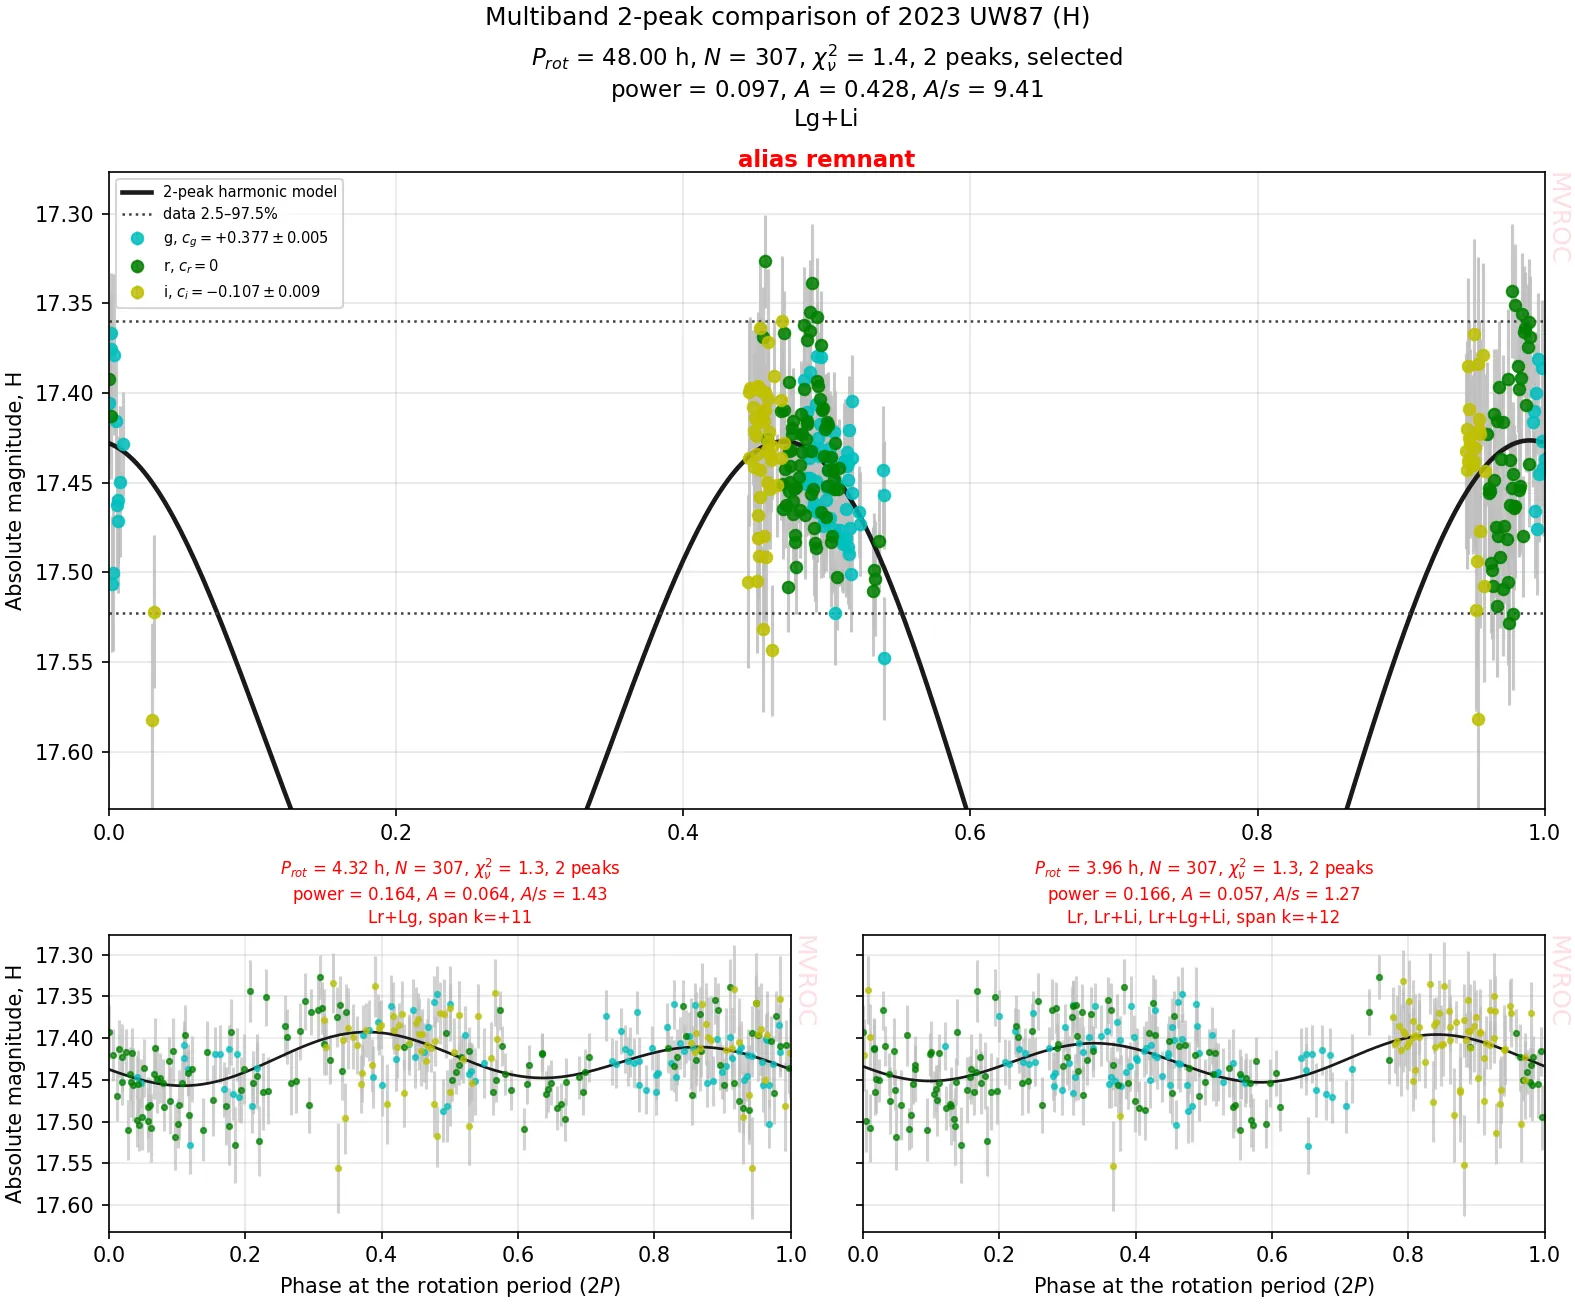 Multiband 2-peak comparison of 2023 UW87 (H)
P_rot = 48.00 h, N = 307, χ²_ν = 1.4, 2 peaks, selected
power = 0.097, A = 0.428, A/s = 9.41
Lg+Li
alias remnant
2-peak harmonic model
data 2.5–97.5%
g, c_g = +0.377 ± 0.005
r, c_r = 0
i, c_i = −0.107 ± 0.009
MVROC
Absolute magnitude, H
17.30
17.35
17.40
17.45
17.50
17.55
17.60
0.0 0.2 0.4 0.6 0.8 1.0
P_rot = 4.32 h, N = 307, χ²_ν = 1.3, 2 peaks
power = 0.164, A = 0.064, A/s = 1.43
Lr+Lg, span k=+11
MVROC
Absolute magnitude, H
17.30
17.35
17.40
17.45
17.50
17.55
17.60
0.0 0.2 0.4 0.6 0.8 1.0
Phase at the rotation period (2P)
P_rot = 3.96 h, N = 307, χ²_ν = 1.3, 2 peaks
power = 0.166, A = 0.057, A/s = 1.27
Lr, Lr+Li, Lr+Lg+Li, span k=+12
MVROC
0.0 0.2 0.4 0.6 0.8 1.0
Phase at the rotation period (2P)